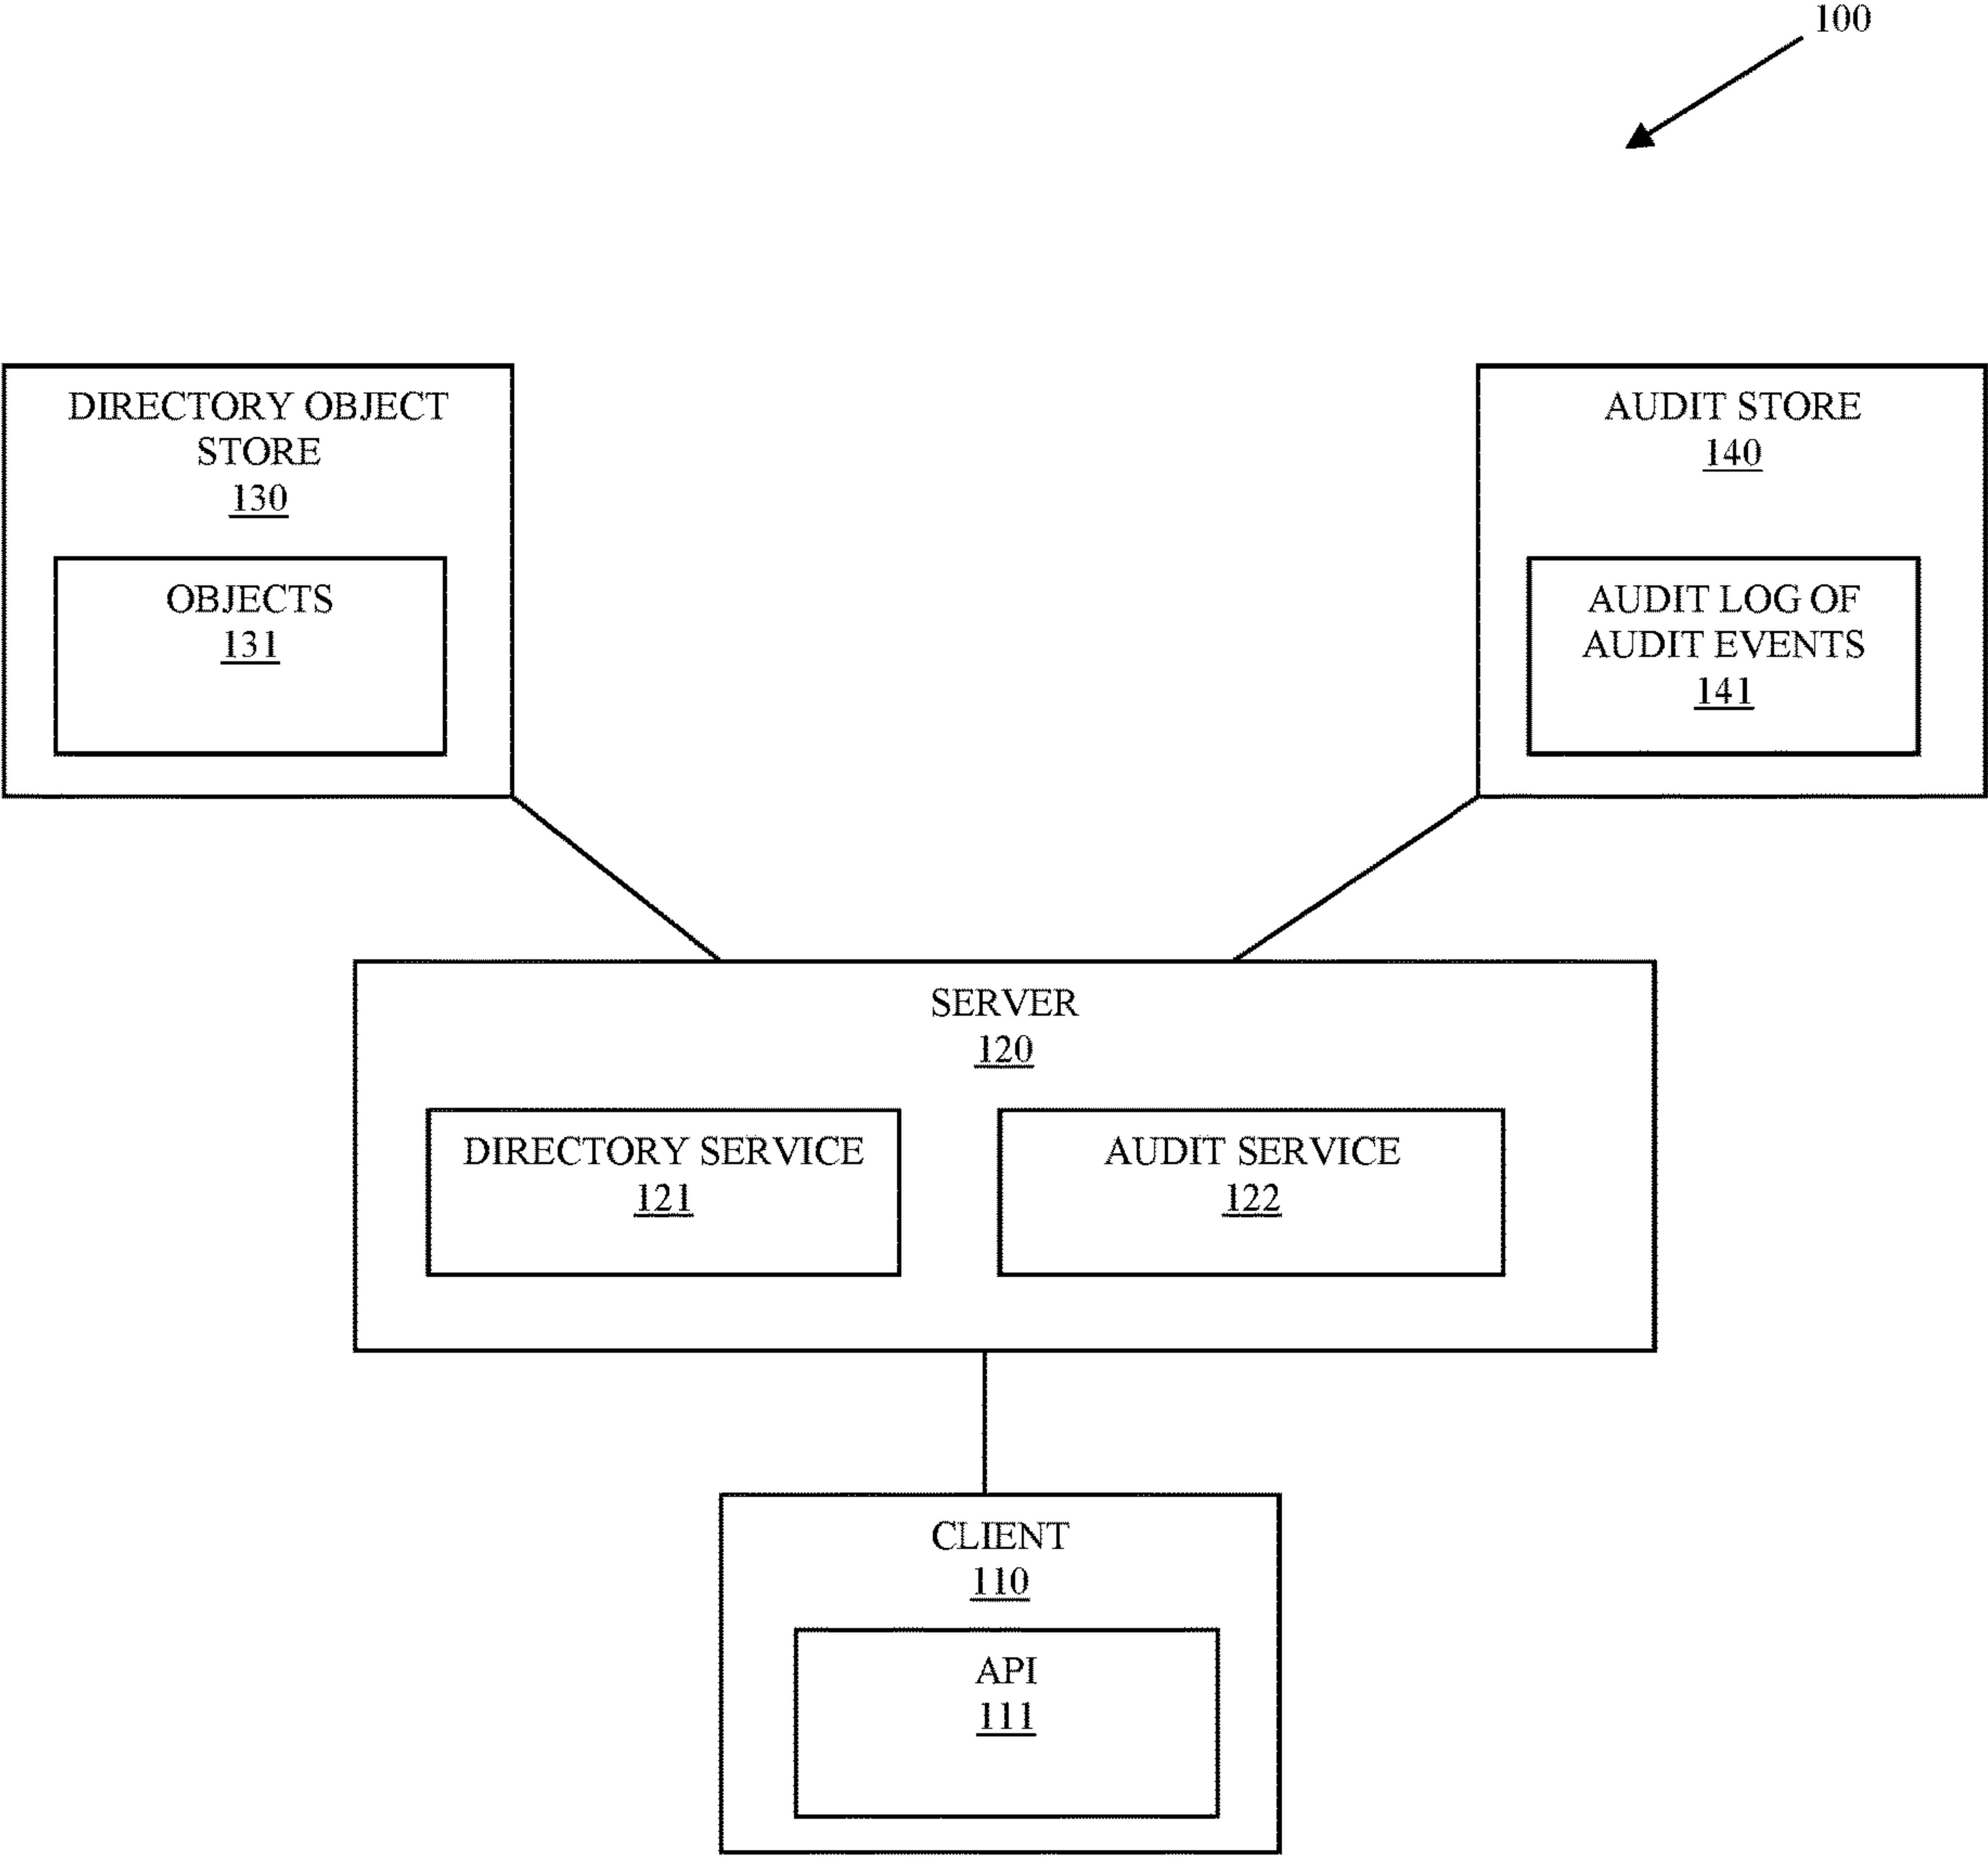 100
DIRECTORY OBJECT
STORE
130
OBJECTS
131
AUDIT STORE
140
AUDIT LOG OF
AUDIT EVENTS
141
SERVER
120
DIRECTORY SERVICE
121
AUDIT SERVICE
122
CLIENT
110
API
111